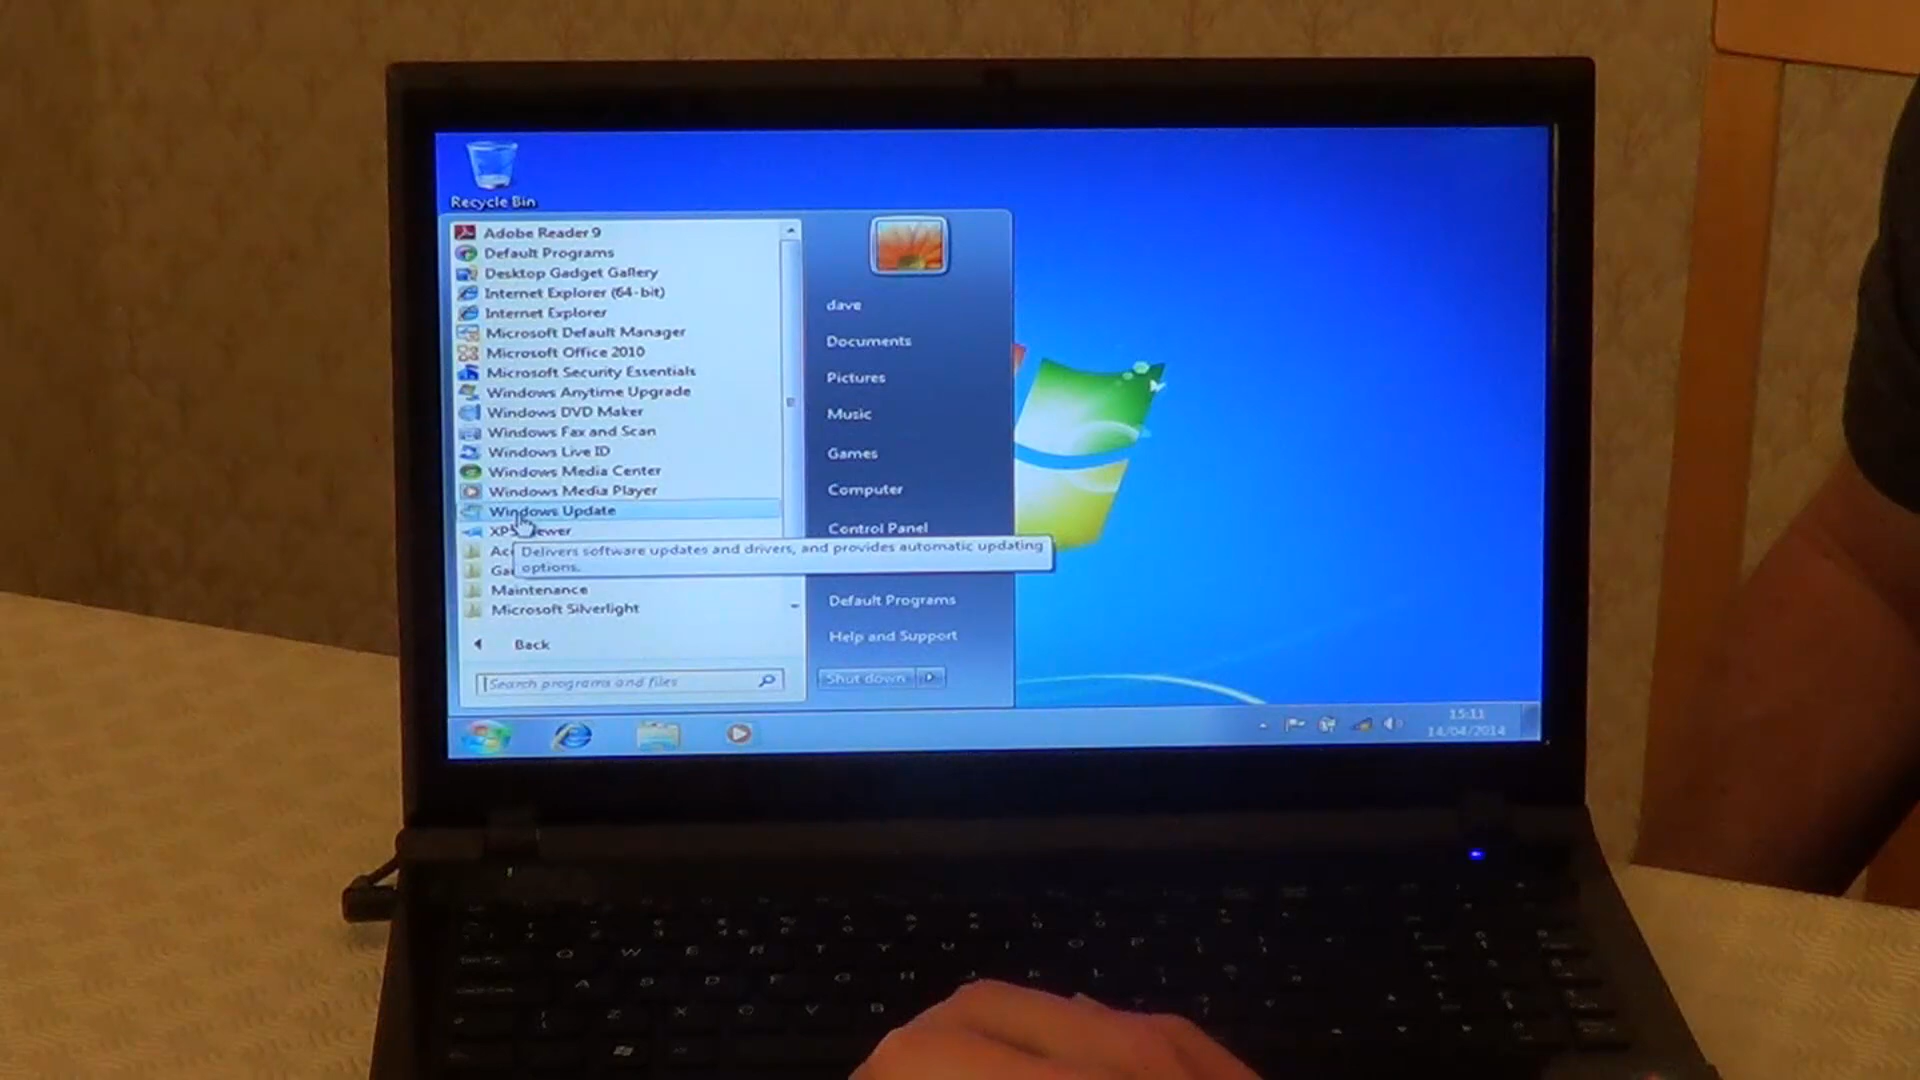 Recycle Bin
Adobe Reader 9
Default Programs
Desktop Gadget Gallery
Internet Explorer (64-bit)
Internet Explorer
Microsoft Default Manager
Microsoft Office 2010
Microsoft Security Essentials
Windows Anytime Upgrade
Windows DVD Maker
Windows Fax and Scan
Windows Live ID
Windows Media Center
Windows Media Player
Windows Update
Delivers software updates and drivers, and provides automatic updating
options.
Maintenance
Microsoft Silverlight
Back
Search programs and files
dave
Documents
Pictures
Music
Games
Computer
Control Panel
Default Programs
Help and Support
Shut down
15:11
14/04/2014
Q W E R T Y U I O P
A S D F G H J K L
Z X C V B